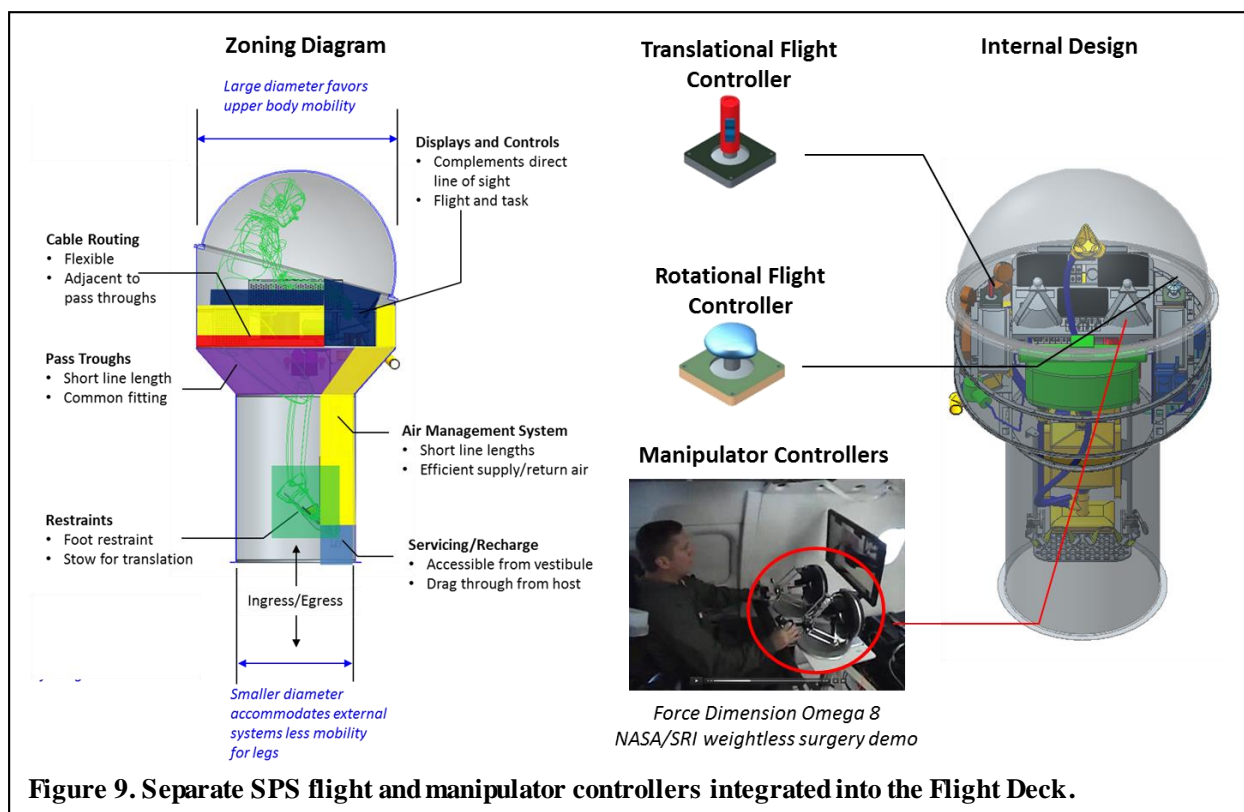 Zoning Diagram
Large diameter favors
upper body mobility
Displays and Controls
• Complements direct
line of sight
• Flight and task
Cable Routing
• Flexible
• Adjacent to
pass throughs
Pass Troughs
• Short line length
• Common fitting
Air Management System
• Short line lengths
• Efficient supply/return air
Restraints
• Foot restraint
• Stow for translation
Servicing/Recharge
• Accessible from vestibule
• Drag through from host
Ingress/Egress
Smaller diameter
accommodates external
systems less mobility
for legs
Translational Flight
Controller
Rotational Flight
Controller
Manipulator Controllers
Force Dimension Omega 8
NASA/SRI weightless surgery demo
Internal Design
Figure 9. Separate SPS flight and manipulator controllers integrated into the Flight Deck.